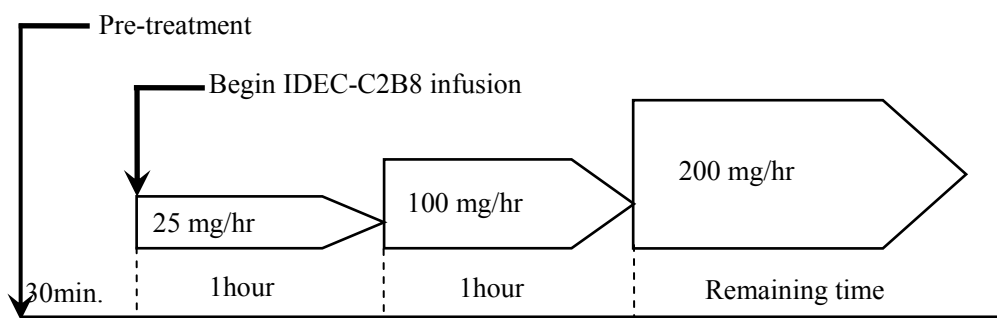 Pre-treatment
Begin IDEC-C2B8 infusion
200 mg/hr
100 mg/hr
25 mg/hr
30min.
1hour
1hour
Remaining time